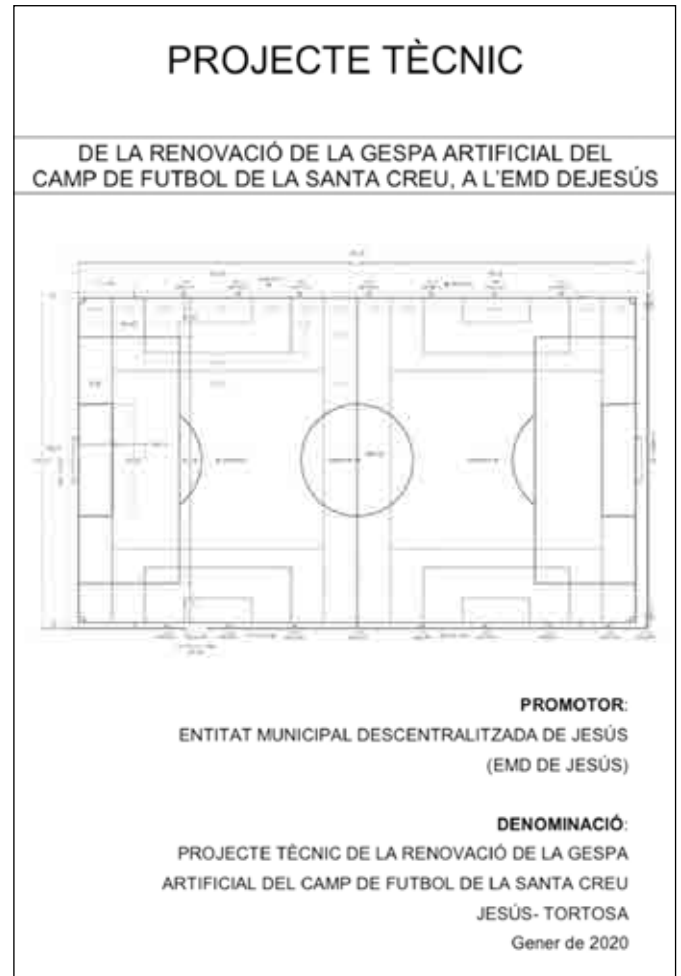 PROJECTE TÈCNIC
DE LA RENOVACIÓ DE LA GESPA ARTIFICIAL DEL
CAMP DE FUTBOL DE LA SANTA CREU, A L'EMD DEJESÚS
PROMOTOR:
ENTITAT MUNICIPAL DESCENTRALITZADA DE JESÚS
(EMD DE JESÚS)
DENOMINACIÓ:
PROJECTE TÈCNIC DE LA RENOVACIÓ DE LA GESPA
ARTIFICIAL DEL CAMP DE FUTBOL DE LA SANTA CREU
JESÚS- TORTOSA
Gener de 2020